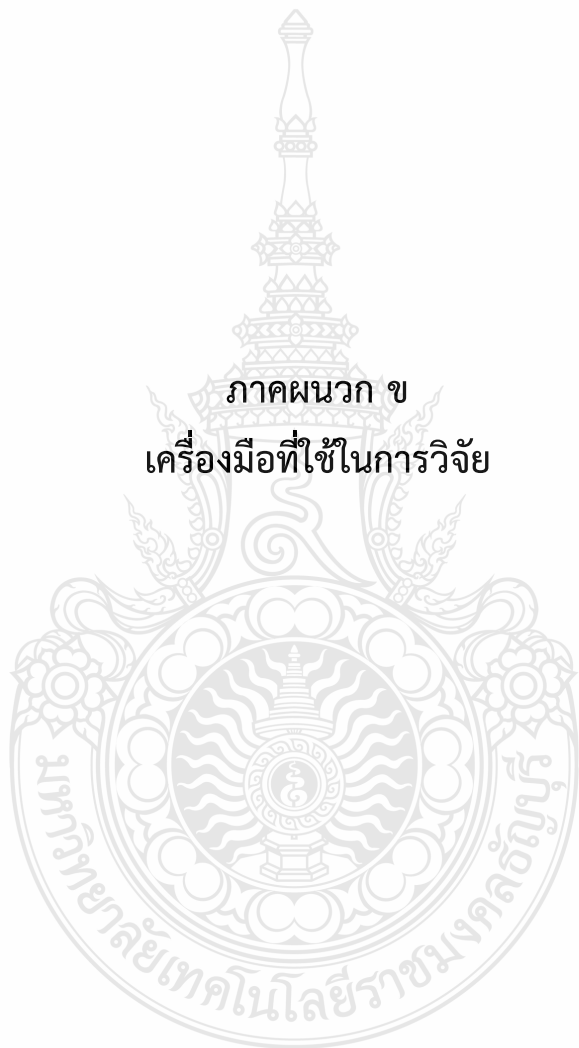 ภาคผนวก ข
เครื่องมือที่ใช้ในการวิจัย
มหาวิทยาลัยเทคโนโลยีราชมงคลธัญบุรี